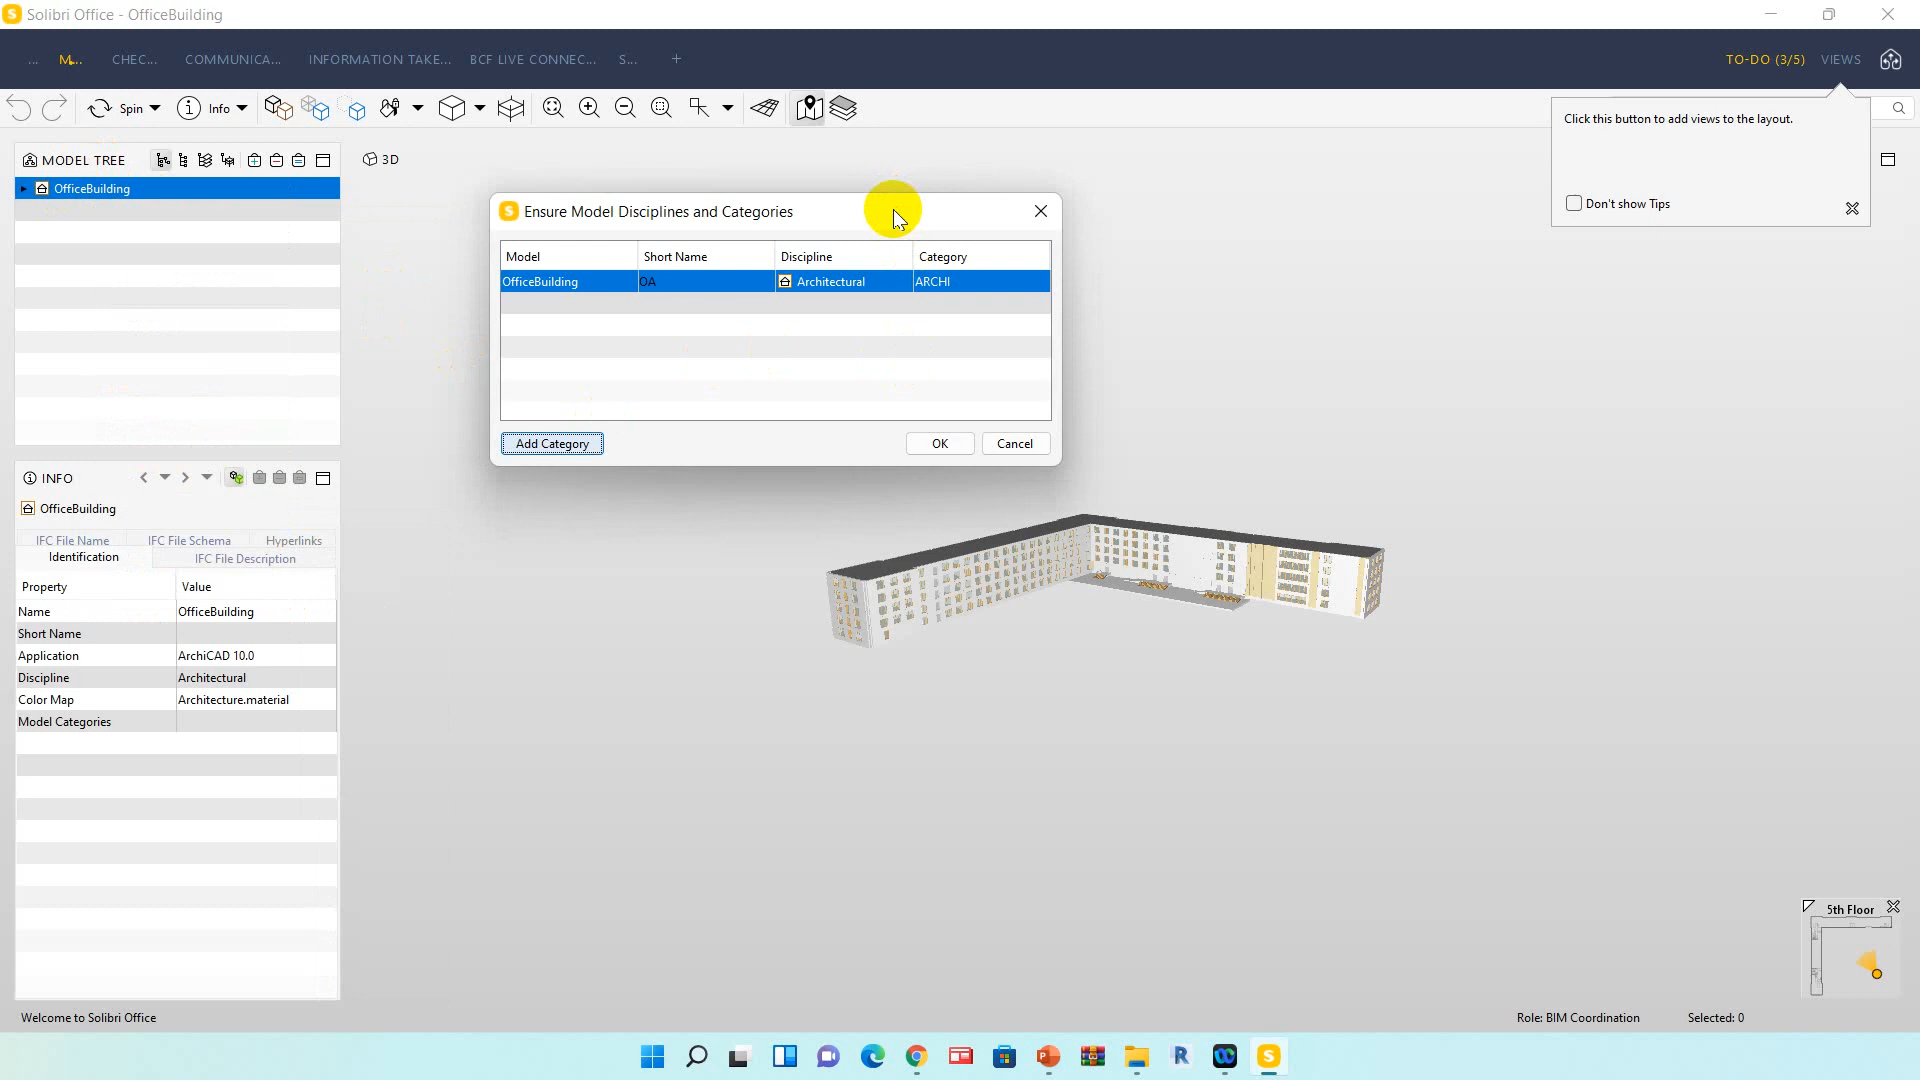 Solibri Office - OfficeBuilding
... M... CHEC... COMMUNICA... INFORMATION TAKE... BCF LIVE CONNEC... S... + TO-DO (3/5) VIEWS
Spin Info
Click this button to add views to the layout.
Don't show Tips
MODEL TREE
OfficeBuilding
3D
Ensure Model Disciplines and Categories
Model Short Name Discipline Category
OfficeBuilding OA Architectural ARCHI
Add Category OK Cancel
INFO
OfficeBuilding
IFC File Name IFC File Schema Hyperlinks
Identification IFC File Description
Property Value
Name OfficeBuilding
Short Name
Application ArchiCAD 10.0
Discipline Architectural
Color Map Architecture.material
Model Categories
5th Floor
Welcome to Solibri Office Role: BIM Coordination Selected: 0